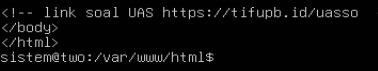 <!-- link soal UAS https://tifupb.id/uasso
</body>
</html>
sistem@two:/var/www/html$